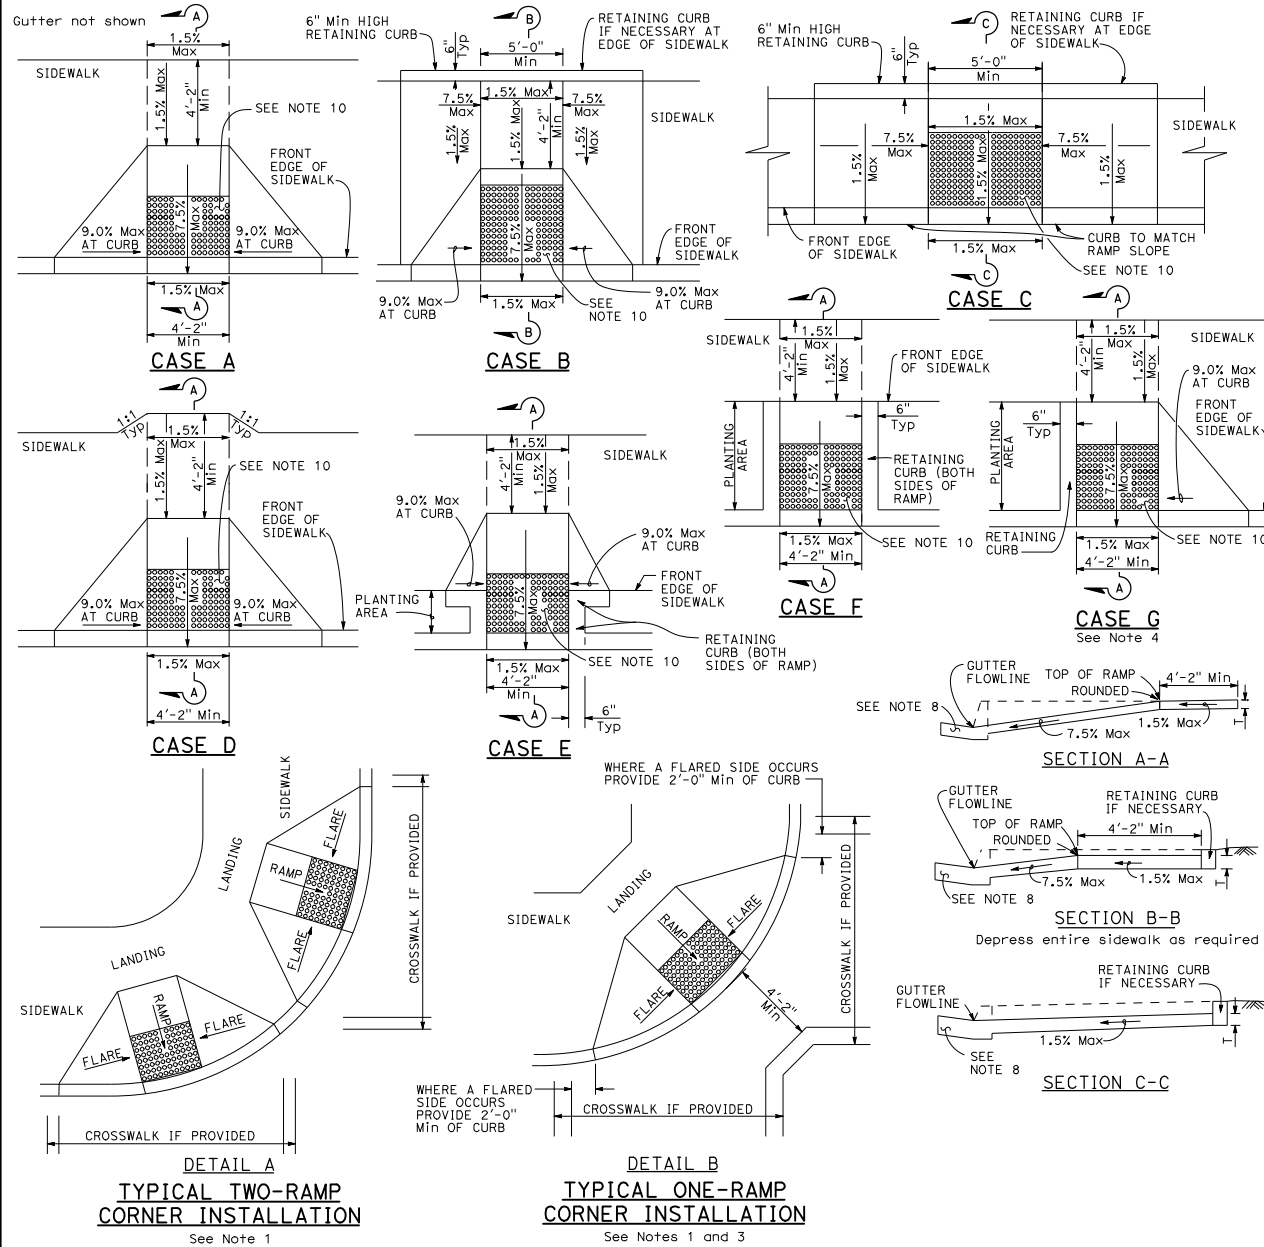 Gutter not shown
A
1.5%
Max
SIDEWALK
1.5% Max
4'-2"
Min
SEE NOTE 10
FRONT
EDGE OF
SIDEWALK
9.0% Max
AT CURB
7.5%
Max
9.0% Max
AT CURB
1.5% Max
A
4'-2"
Min
CASE A
6" Min HIGH
RETAINING CURB
B
RETAINING CURB
IF NECESSARY AT
EDGE OF SIDEWALK
6"
Typ
5'-0"
Min
7.5%
Max
1.5% Max
7.5%
Max
SIDEWALK
1.5%
Max
1.5%
Max
4'-2"
Min
1.5%
Max
7.5%
Max
FRONT
EDGE OF
SIDEWALK
9.0% Max
AT CURB
1.5% Max
SEE
NOTE 10
9.0% Max
AT CURB
B
CASE B
C
6" Min HIGH
RETAINING CURB
RETAINING CURB IF
NECESSARY AT EDGE
OF SIDEWALK
6"
Typ
5'-0"
Min
1.5% Max
SIDEWALK
7.5%
Max
7.5%
Max
1.5%
Max
1.5% Max
1.5%
Max
FRONT EDGE
OF SIDEWALK
1.5% Max
CURB TO MATCH
RAMP SLOPE
SEE NOTE 10
C
CASE C
A
1:1
Typ
1:1
Typ
1.5%
Max
SIDEWALK
1.5% Max
4'-2"
Min
SEE NOTE 10
FRONT
EDGE OF
SIDEWALK
9.0% Max
AT CURB
7.5%
Max
9.0% Max
AT CURB
1.5% Max
A
4'-2" Min
CASE D
A
1.5%
Max
SIDEWALK
4'-2"
Min
1.5%
Max
9.0% Max
AT CURB
9.0% Max
AT CURB
PLANTING
AREA
7.5%
Max
FRONT
EDGE OF
SIDEWALK
RETAINING
CURB (BOTH
SIDES OF RAMP)
SEE NOTE 10
1.5% Max
4'-2"
Min
A
6"
Typ
CASE E
A
SIDEWALK
1.5%
Max
4'-2"
Min
1.5%
Max
FRONT EDGE
OF SIDEWALK
6"
Typ
PLANTING
AREA
7.5%
Max
RETAINING
CURB (BOTH
SIDES OF
RAMP)
SEE NOTE 10
1.5% Max
4'-2" Min
A
CASE F
A
1.5%
Max
SIDEWALK
4'-2"
Min
1.5%
Max
9.0% Max
AT CURB
FRONT
EDGE OF
SIDEWALK
6"
Typ
PLANTING
AREA
7.5%
Max
RETAINING
CURB
SEE NOTE 10
1.5% Max
4'-2" Min
A
CASE G
See Note 4
GUTTER
FLOWLINE
TOP OF RAMP
ROUNDED
4'-2" Min
SEE NOTE 8
7.5% Max
1.5% Max
T
SECTION A-A
GUTTER
FLOWLINE
RETAINING CURB
IF NECESSARY
TOP OF RAMP
ROUNDED
4'-2" Min
7.5% Max
1.5% Max
T
SEE NOTE 8
SECTION B-B
Depress entire sidewalk as required
RETAINING CURB
IF NECESSARY
GUTTER
FLOWLINE
1.5% Max
T
SEE
NOTE 8
SECTION C-C
SIDEWALK
LANDING
FLARE
RAMP
FLARE
CROSSWALK IF PROVIDED
LANDING
SIDEWALK
RAMP
FLARE
FLARE
CROSSWALK IF PROVIDED
DETAIL A
TYPICAL TWO-RAMP
CORNER INSTALLATION
See Note 1
WHERE A FLARED SIDE OCCURS
PROVIDE 2'-0" Min OF CURB
LANDING
SIDEWALK
RAMP
FLARE
FLARE
4'-2"
Min
CROSSWALK IF PROVIDED
WHERE A FLARED
SIDE OCCURS
PROVIDE 2'-0"
Min OF CURB
CROSSWALK IF PROVIDED
DETAIL B
TYPICAL ONE-RAMP
CORNER INSTALLATION
See Notes 1 and 3